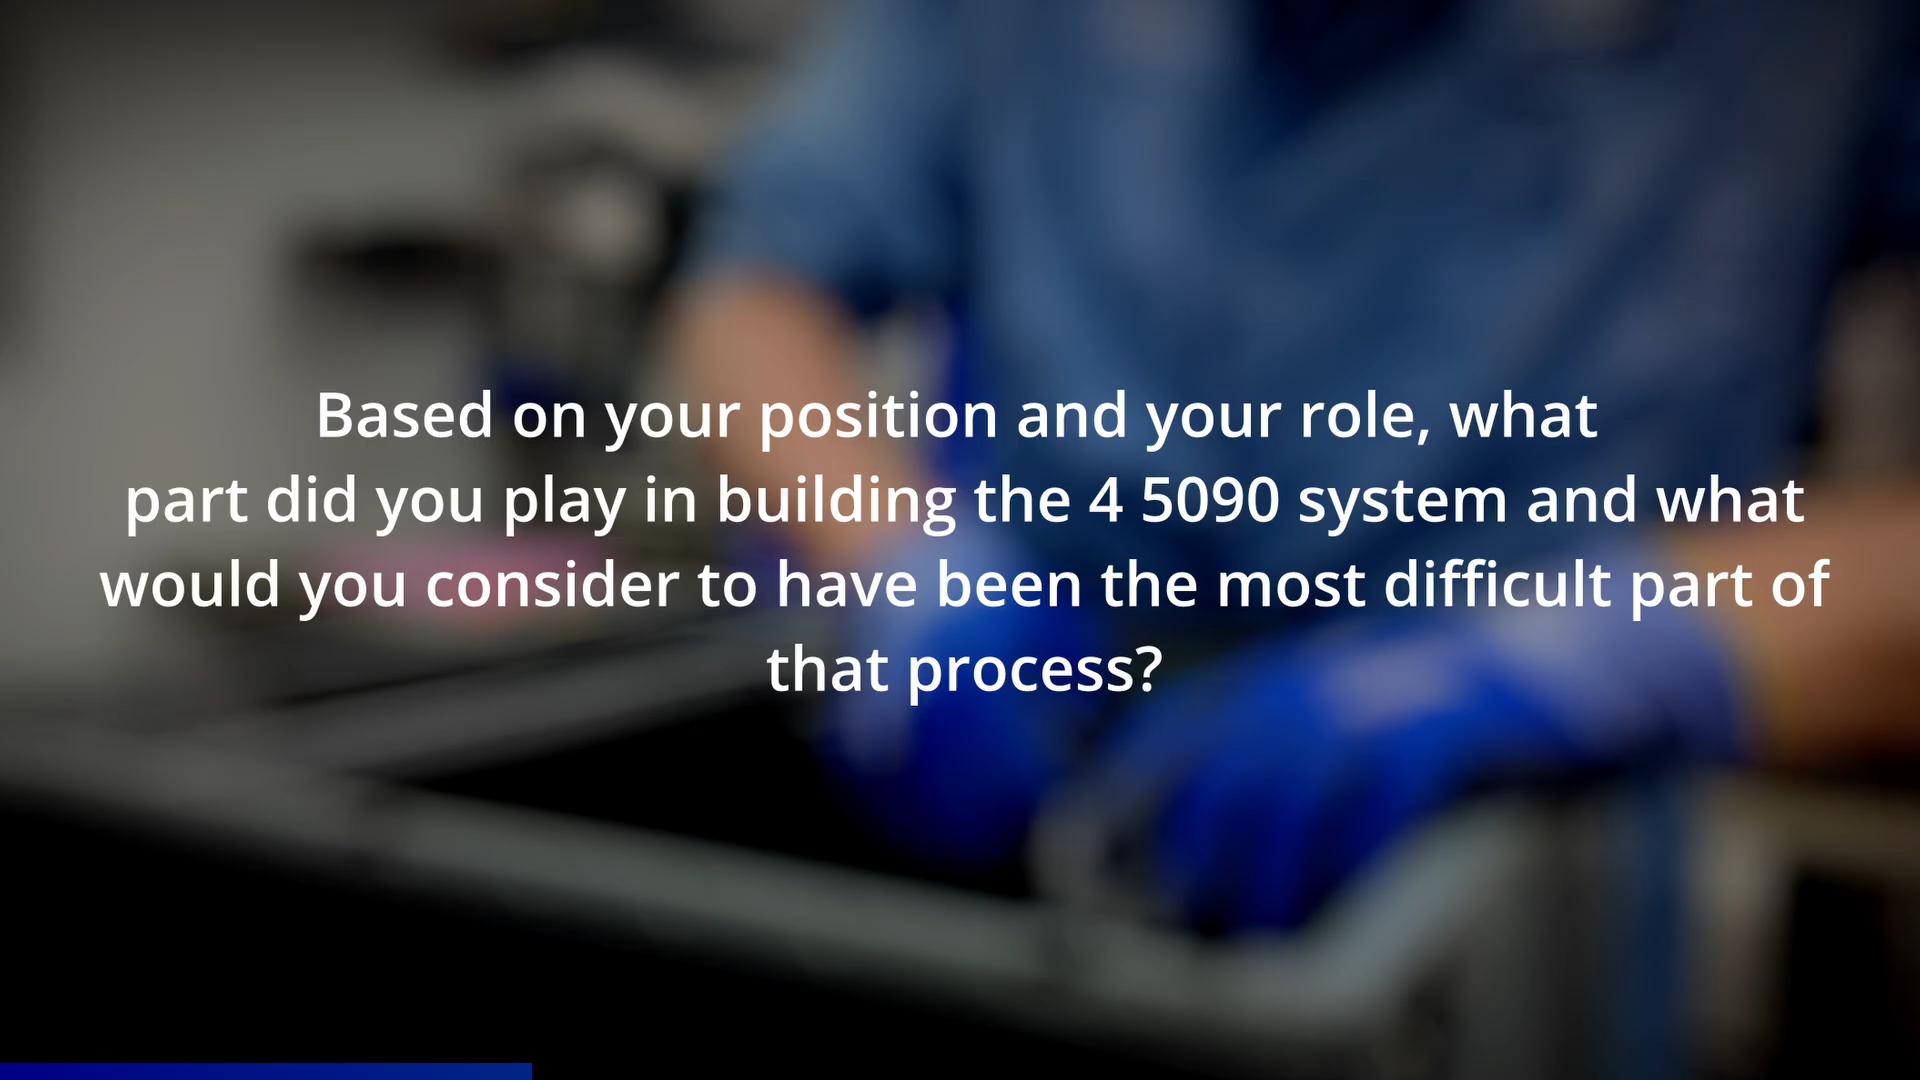 Based on your position and your role, what
part did you play in building the 4 5090 system and what
would you consider to have been the most difficult part of
that process?